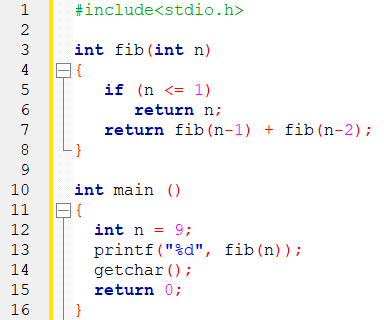 1 #include<stdio.h>
2
3 int fib(int n)
4 {
5 if (n <= 1)
6 return n;
7 return fib(n-1) + fib(n-2);
8 }
9
10 int main ()
11 {
12 int n = 9;
13 printf("%d", fib(n));
14 getchar();
15 return 0;
16 }